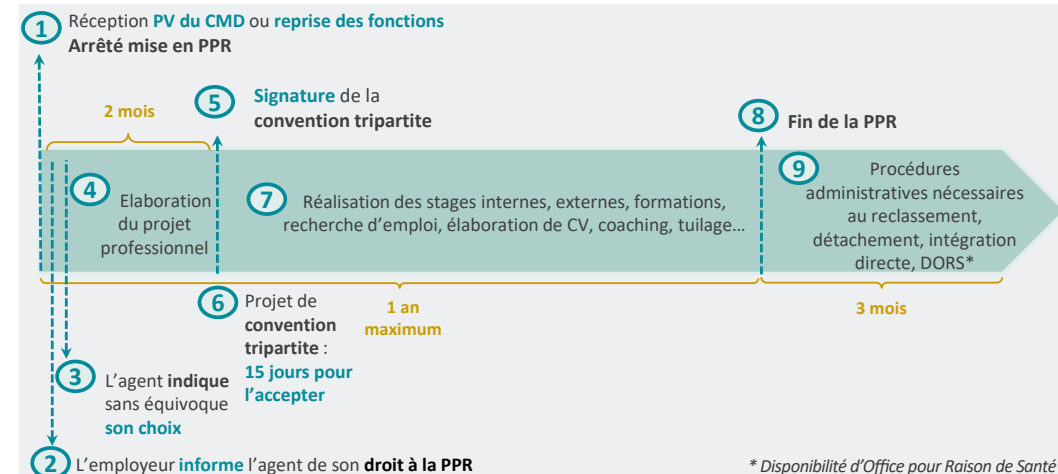 1 Réception PV du CMD ou reprise des fonctions
Arrêté mise en PPR
2 mois
5 Signature de la
convention tripartite
8 Fin de la PPR
4 Elaboration
du projet
professionnel
7 Réalisation des stages internes, externes, formations,
recherche d'emploi, élaboration de CV, coaching, tuilage…
9 Procédures
administratives nécessaires
au reclassement,
détachement, intégration
directe, DORS*
6 Projet de
convention
tripartite :
15 jours pour
l'accepter
1 an
maximum
3 mois
3 L'agent indique
sans équivoque
son choix
2 L'employeur informe l'agent de son droit à la PPR
* Disponibilité d'Office pour Raison de Santé